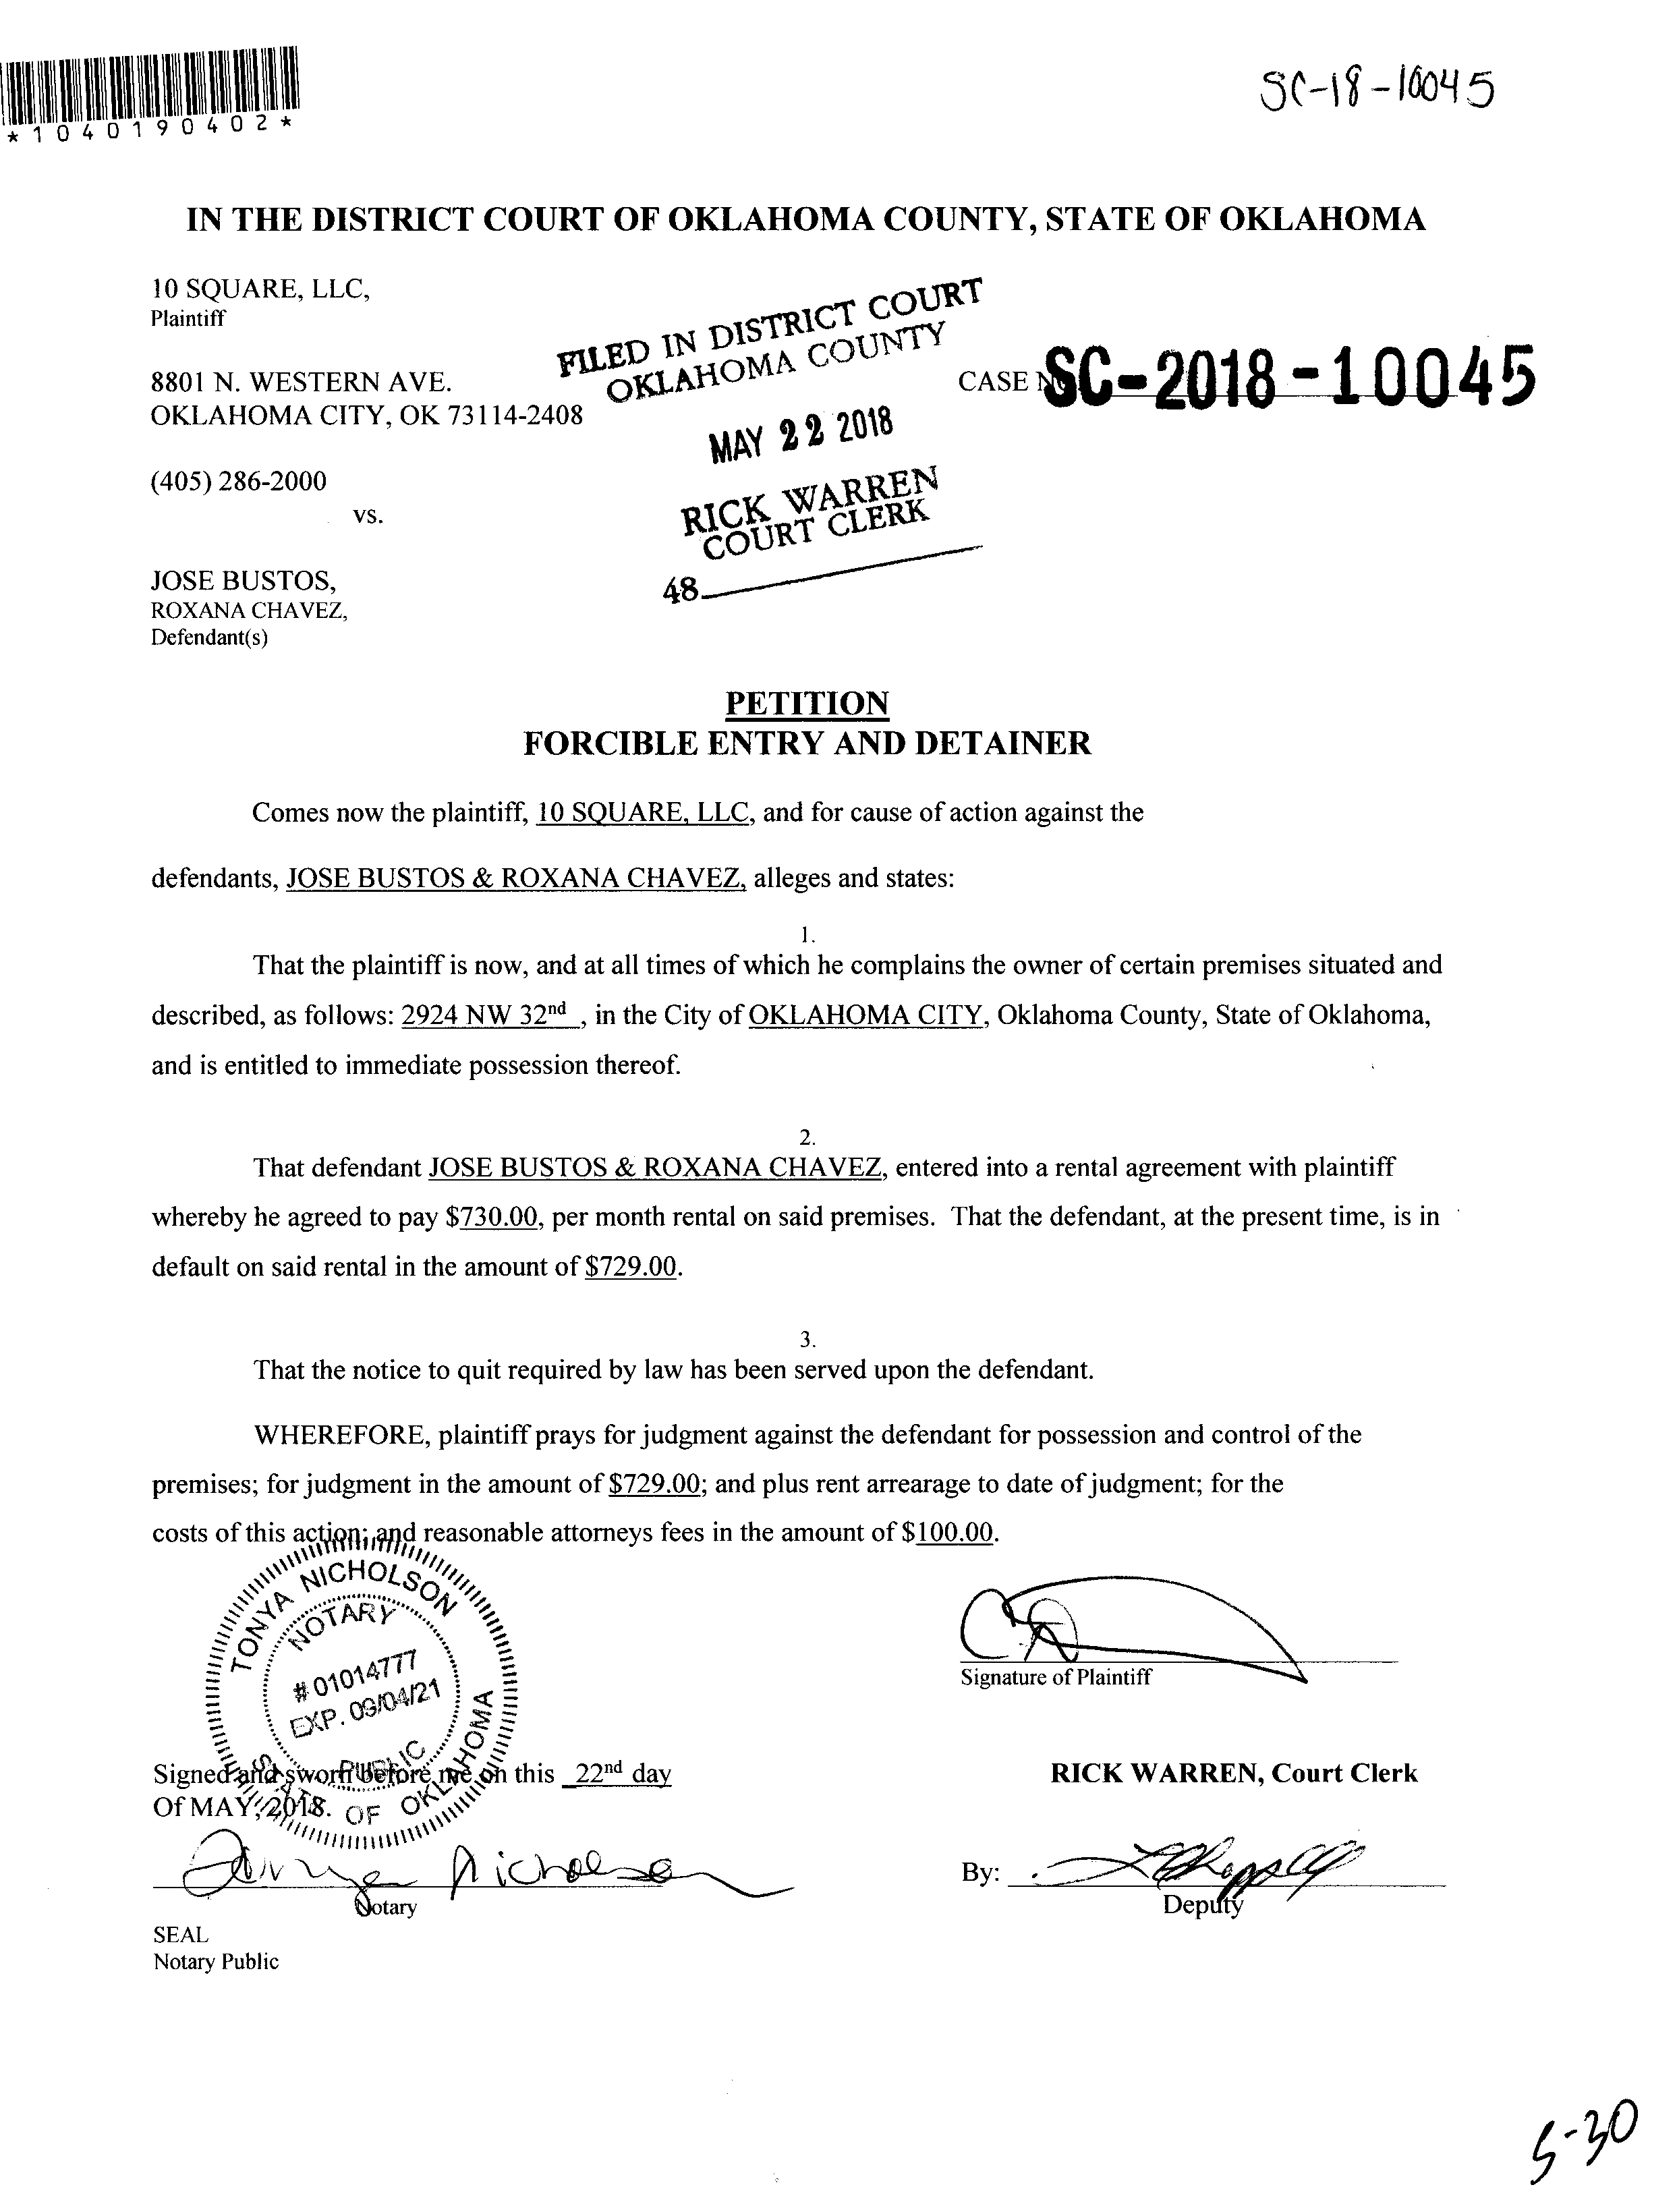 *1040190402*
SC-18-10045
IN THE DISTRICT COURT OF OKLAHOMA COUNTY, STATE OF OKLAHOMA
10 SQUARE, LLC,
Plaintiff
8801 N. WESTERN AVE.
OKLAHOMA CITY, OK 73114-2408
(405) 286-2000
vs.
JOSE BUSTOS,
ROXANA CHAVEZ,
Defendant(s)
FILED IN DISTRICT COURT
OKLAHOMA COUNTY
MAY 22 2018
RICK WARREN
COURT CLERK
48
CASE SC-2018-10045
PETITION
FORCIBLE ENTRY AND DETAINER
Comes now the plaintiff, 10 SQUARE, LLC, and for cause of action against the
defendants, JOSE BUSTOS & ROXANA CHAVEZ, alleges and states:
1.
That the plaintiff is now, and at all times of which he complains the owner of certain premises situated and
described, as follows: 2924 NW 32nd , in the City of OKLAHOMA CITY, Oklahoma County, State of Oklahoma,
and is entitled to immediate possession thereof.
2.
That defendant JOSE BUSTOS & ROXANA CHAVEZ, entered into a rental agreement with plaintiff
whereby he agreed to pay $730.00, per month rental on said premises. That the defendant, at the present time, is in
default on said rental in the amount of $729.00.
3.
That the notice to quit required by law has been served upon the defendant.
WHEREFORE, plaintiff prays for judgment against the defendant for possession and control of the
premises; for judgment in the amount of $729.00; and plus rent arrearage to date of judgment; for the
costs of this action; and reasonable attorneys fees in the amount of $100.00.
TONYA NICHOLSON
NOTARY
#01014777
EXP. 09/04/21
PUBLIC
STATE OF OKLAHOMA
Signature of Plaintiff
Signed and sworn before me on this 22nd day
Of MAY, 2018.
RICK WARREN, Court Clerk
Tonya Nicholson
Notary
By:
Deputy
SEAL
Notary Public
5-30